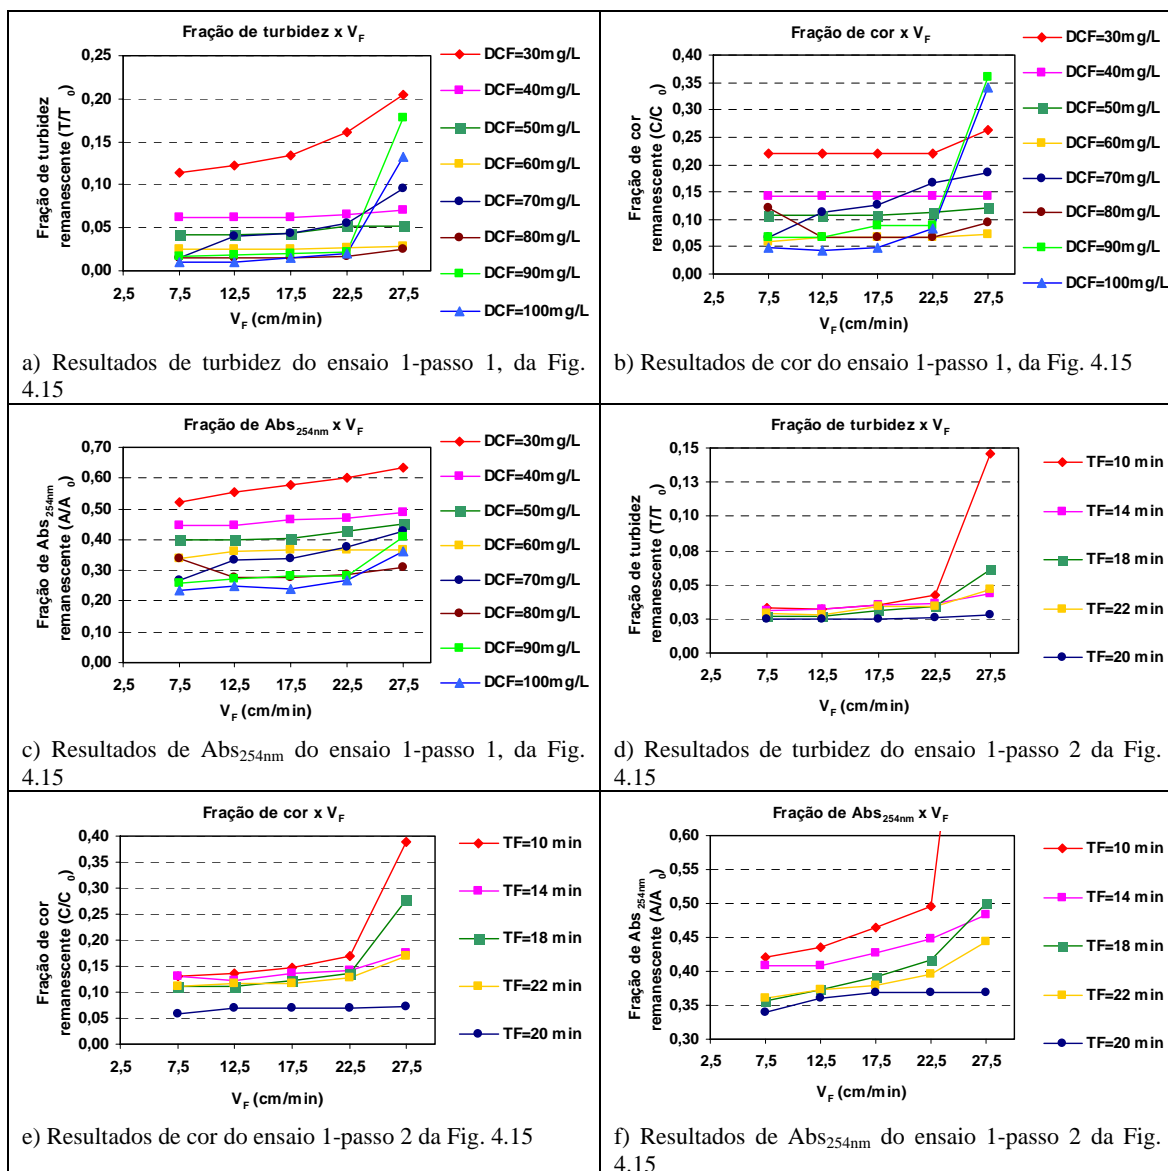 Fração de turbidez x V_F
Fração de turbidez
remanescente (T/T_0)
0,25
0,20
0,15
0,10
0,05
0,00
2,5 7,5 12,5 17,5 22,5 27,5
V_F (cm/min)
DCF=30mg/L
DCF=40mg/L
DCF=50mg/L
DCF=60mg/L
DCF=70mg/L
DCF=80mg/L
DCF=90mg/L
DCF=100mg/L
a) Resultados de turbidez do ensaio 1-passo 1, da Fig.
4.15
Fração de cor x V_F
Fração de cor
remanescente (C/C_0)
0,40
0,35
0,30
0,25
0,20
0,15
0,10
0,05
0,00
2,5 7,5 12,5 17,5 22,5 27,5
V_F (cm/min)
DCF=30mg/L
DCF=40mg/L
DCF=50mg/L
DCF=60mg/L
DCF=70mg/L
DCF=80mg/L
DCF=90mg/L
DCF=100mg/L
b) Resultados de cor do ensaio 1-passo 1, da Fig. 4.15
Fração de Abs254nm x V_F
Fração de Abs254nm
remanescente (A/A_0)
0,70
0,60
0,50
0,40
0,30
0,20
0,10
0,00
2,5 7,5 12,5 17,5 22,5 27,5
V_F (cm/min)
DCF=30mg/L
DCF=40mg/L
DCF=50mg/L
DCF=60mg/L
DCF=70mg/L
DCF=80mg/L
DCF=90mg/L
DCF=100mg/L
c) Resultados de Abs254nm do ensaio 1-passo 1, da Fig.
4.15
Fração de turbidez x V_F
Fração de turbidez
remanescente (T/T_0)
0,15
0,13
0,10
0,08
0,05
0,03
0,00
2,5 7,5 12,5 17,5 22,5 27,5
V_F (cm/min)
TF=10 min
TF=14 min
TF=18 min
TF=22 min
TF=20 min
d) Resultados de turbidez do ensaio 1-passo 2 da Fig.
4.15
Fração de cor x V_F
Fração de cor
remanescente (C/C_0)
0,40
0,35
0,30
0,25
0,20
0,15
0,10
0,05
0,00
2,5 7,5 12,5 17,5 22,5 27,5
V_F (cm/min)
TF=10 min
TF=14 min
TF=18 min
TF=22 min
TF=20 min
e) Resultados de cor do ensaio 1-passo 2 da Fig. 4.15
Fração de Abs254nm x V_F
Fração de Abs254nm
remanescente (A/A_0)
0,60
0,50
0,45
0,40
0,35
0,30
2,5 7,5 12,5 17,5 22,5 27,5
V_F (cm/min)
TF=10 min
TF=14 min
TF=18 min
TF=22 min
TF=20 min
f) Resultados de Abs254nm do ensaio 1-passo 2 da Fig.
4.15